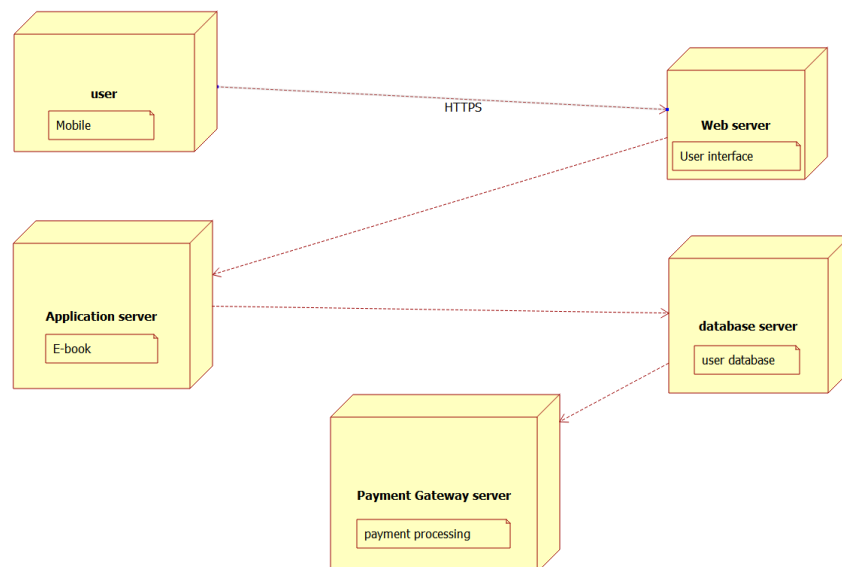 user
Mobile
HTTPS
Web server
User interface
Application server
E-book
database server
user database
Payment Gateway server
payment processing